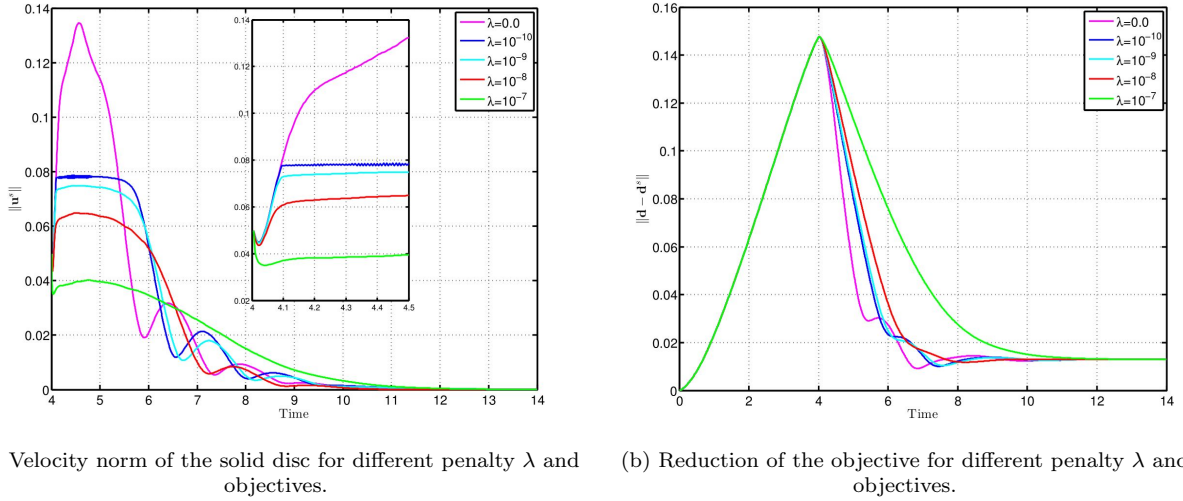 0.14
0.12
0.1
0.08
0.06
0.04
0.02
0
4
5
6
7
8
9
10
11
12
13
14
‖u^s‖
Time
λ=0.0
λ=10^-10
λ=10^-9
λ=10^-8
λ=10^-7
0.14
0.12
0.10
0.08
0.06
0.04
0.02
4
4.1
4.2
4.3
4.4
4.5
0.16
0.14
0.12
0.1
0.08
0.06
0.04
0.02
0
0
2
4
6
8
10
12
14
‖d − d^s‖
Time
λ=0.0
λ=10^-10
λ=10^-9
λ=10^-8
λ=10^-7
Velocity norm of the solid disc for different penalty λ and
objectives.
(b) Reduction of the objective for different penalty λ and
objectives.